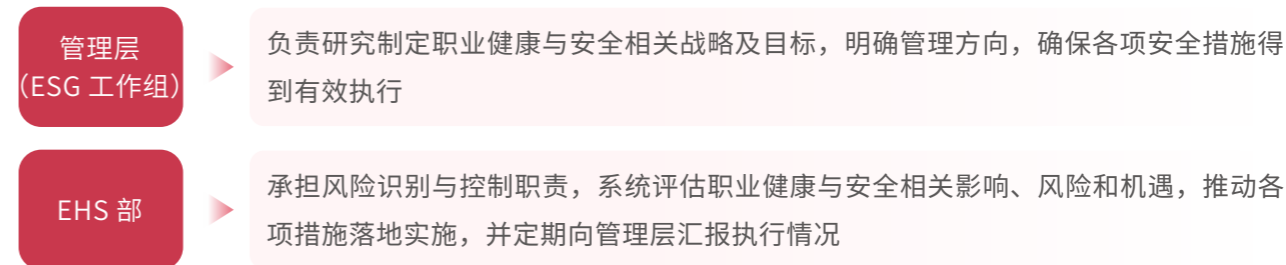 管理层
（ESG 工作组）
负责研究制定职业健康与安全相关战略及目标，明确管理方向，确保各项安全措施得
到有效执行
EHS 部
承担风险识别与控制职责，系统评估职业健康与安全相关影响、风险和机遇，推动各
项措施落地实施，并定期向管理层汇报执行情况